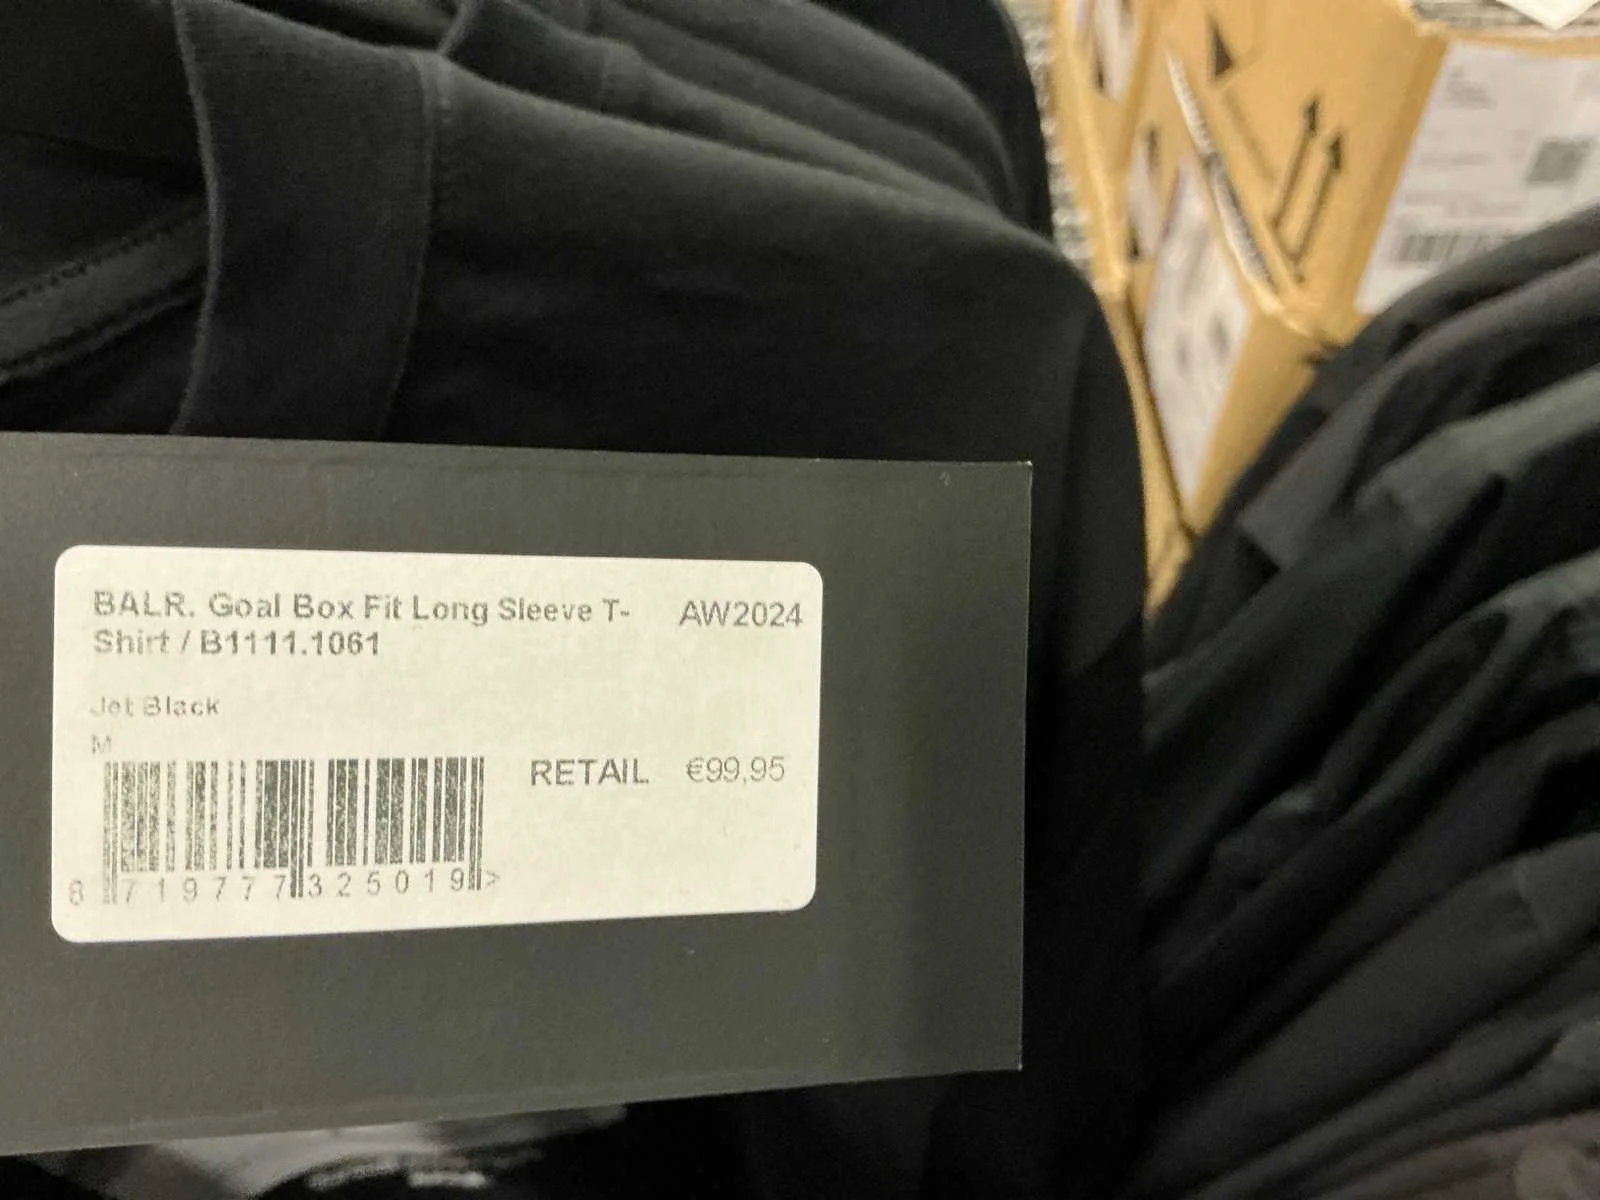 BALR. Goal Box Fit Long Sleeve T-
Shirt / B1111.1061
AW2024
Jet Black
M
RETAIL €99,95
8 719777 325019 >